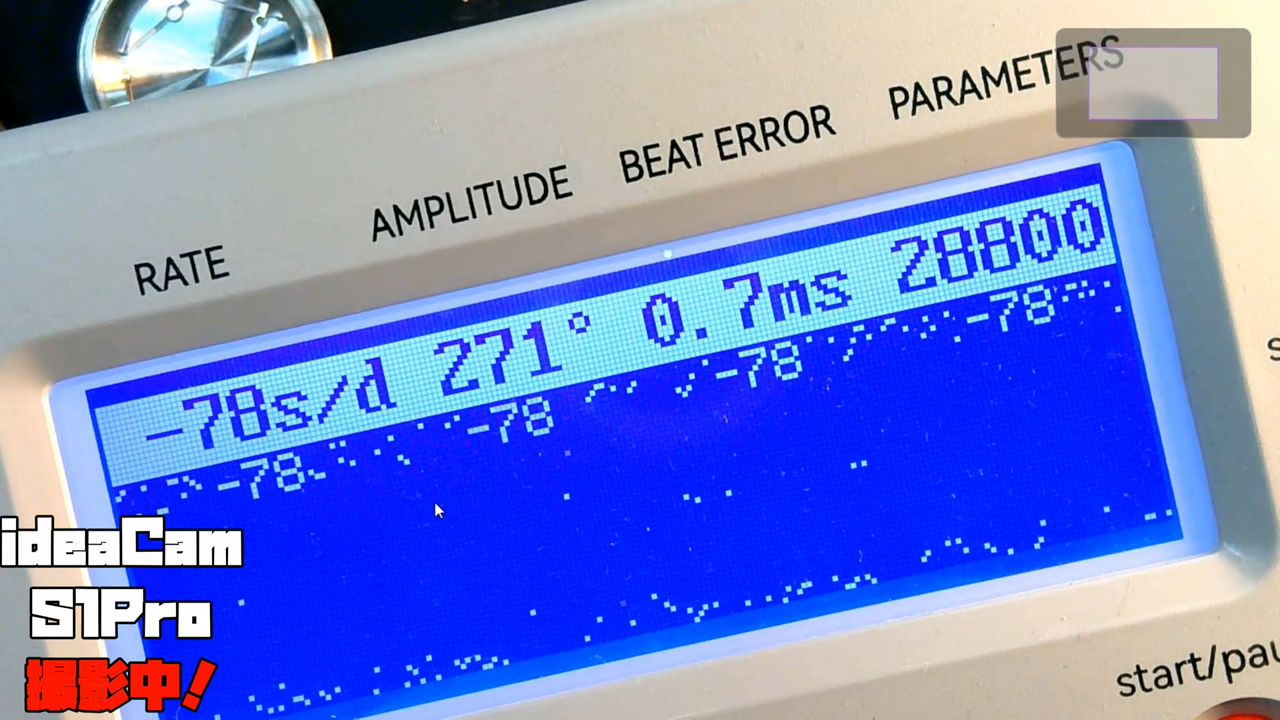 RATE AMPLITUDE BEAT ERROR PARAMETERS
-78s/d 271° 0.7ms 28800
-78 -78 -78 -78
ideaCam
S1Pro
撮影中!
start/pau